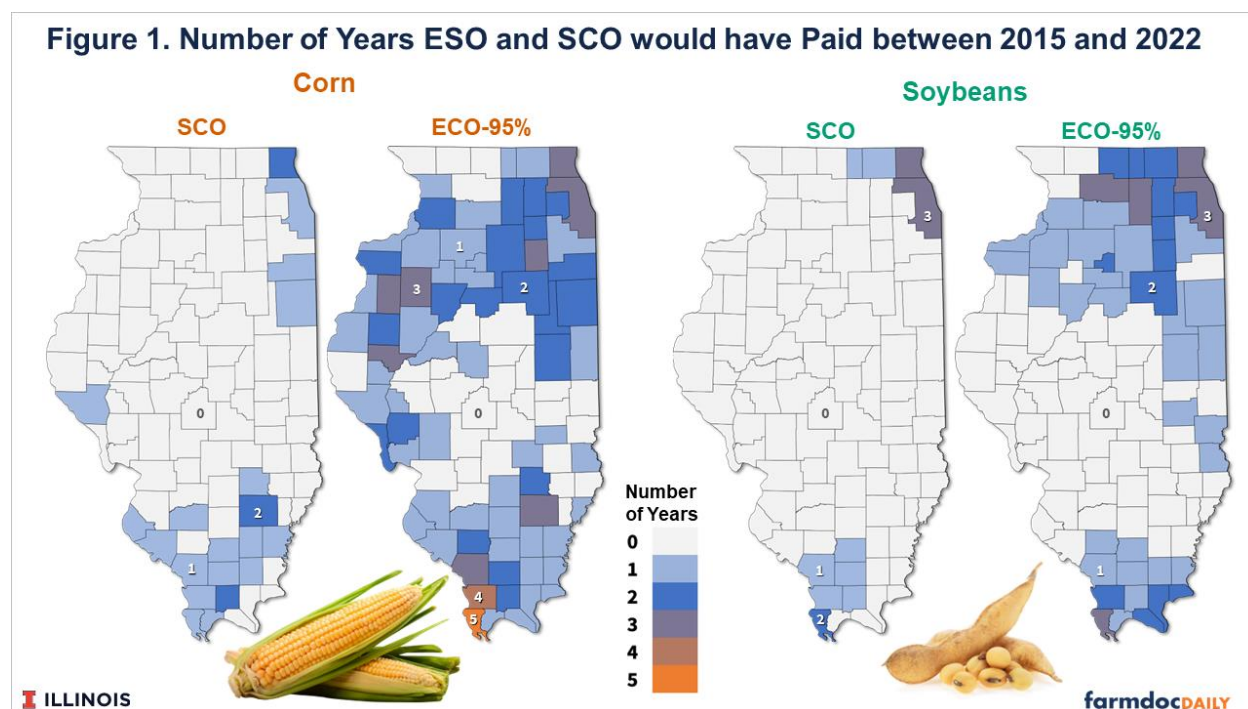 Figure 1. Number of Years ESO and SCO would have Paid between 2015 and 2022
Corn
Soybeans
SCO
ECO-95%
SCO
ECO-95%
3
3
1
3
2
2
0
0
0
0
2
1
4
5
1
2
1
Number
of Years
0
1
2
3
4
5
ILLINOIS
farmdocDAILY